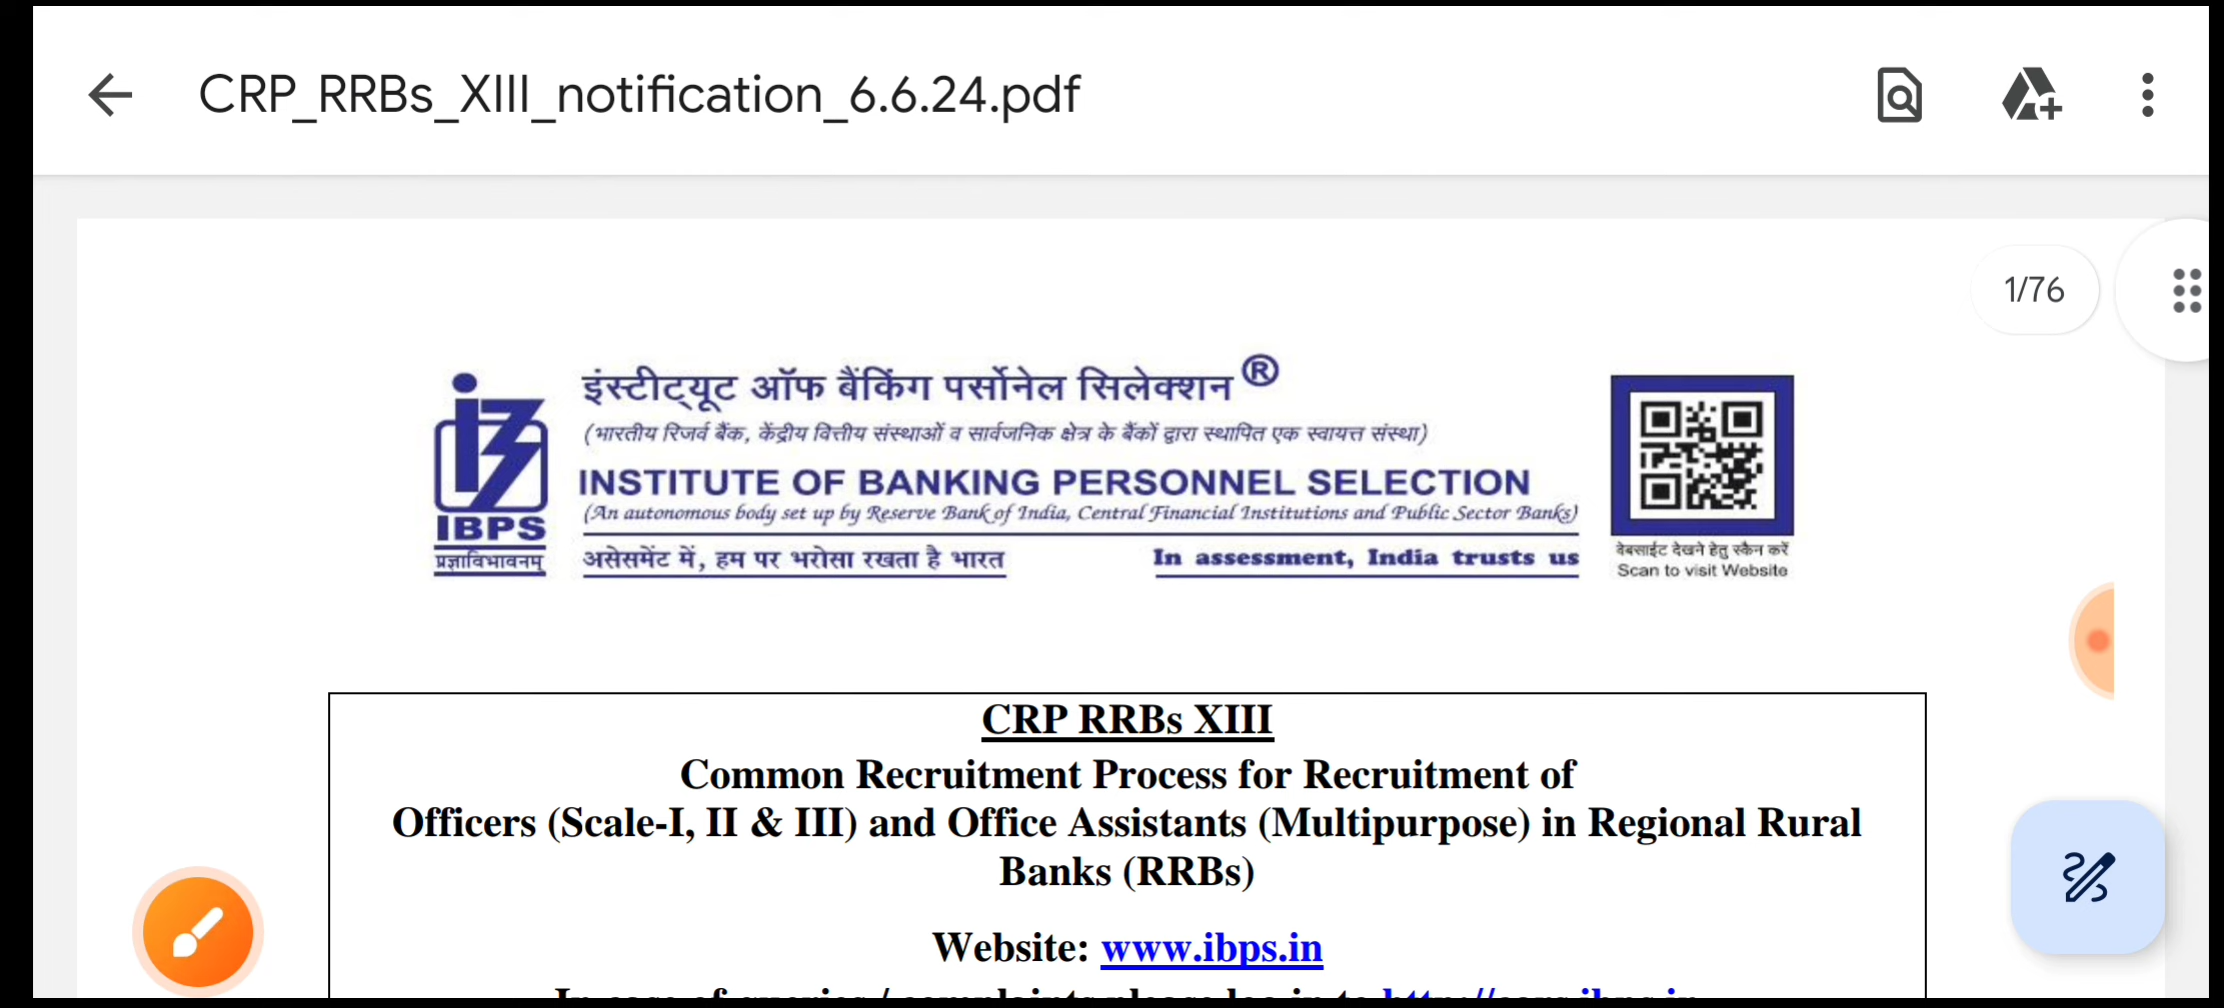 CRP_RRBs_XIII_notification_6.6.24.pdf
1/76
इंस्टीट्यूट ऑफ बैंकिंग पर्सोनेल सिलेक्शन ®
(भारतीय रिजर्व बैंक, केंद्रीय वित्तीय संस्थाओं व सार्वजनिक क्षेत्र के बैंकों द्वारा स्थापित एक स्वायत्त संस्था)
INSTITUTE OF BANKING PERSONNEL SELECTION
(An autonomous body set up by Reserve Bank of India, Central Financial Institutions and Public Sector Banks)
IBPS
प्रज्ञाविभावनम्
असेसमेंट में, हम पर भरोसा रखता है भारत
In assessment, India trusts us
वेबसाईट देखने हेतु स्कैन करें
Scan to visit Website
CRP RRBs XIII
Common Recruitment Process for Recruitment of
Officers (Scale-I, II & III) and Office Assistants (Multipurpose) in Regional Rural
Banks (RRBs)
Website: www.ibps.in